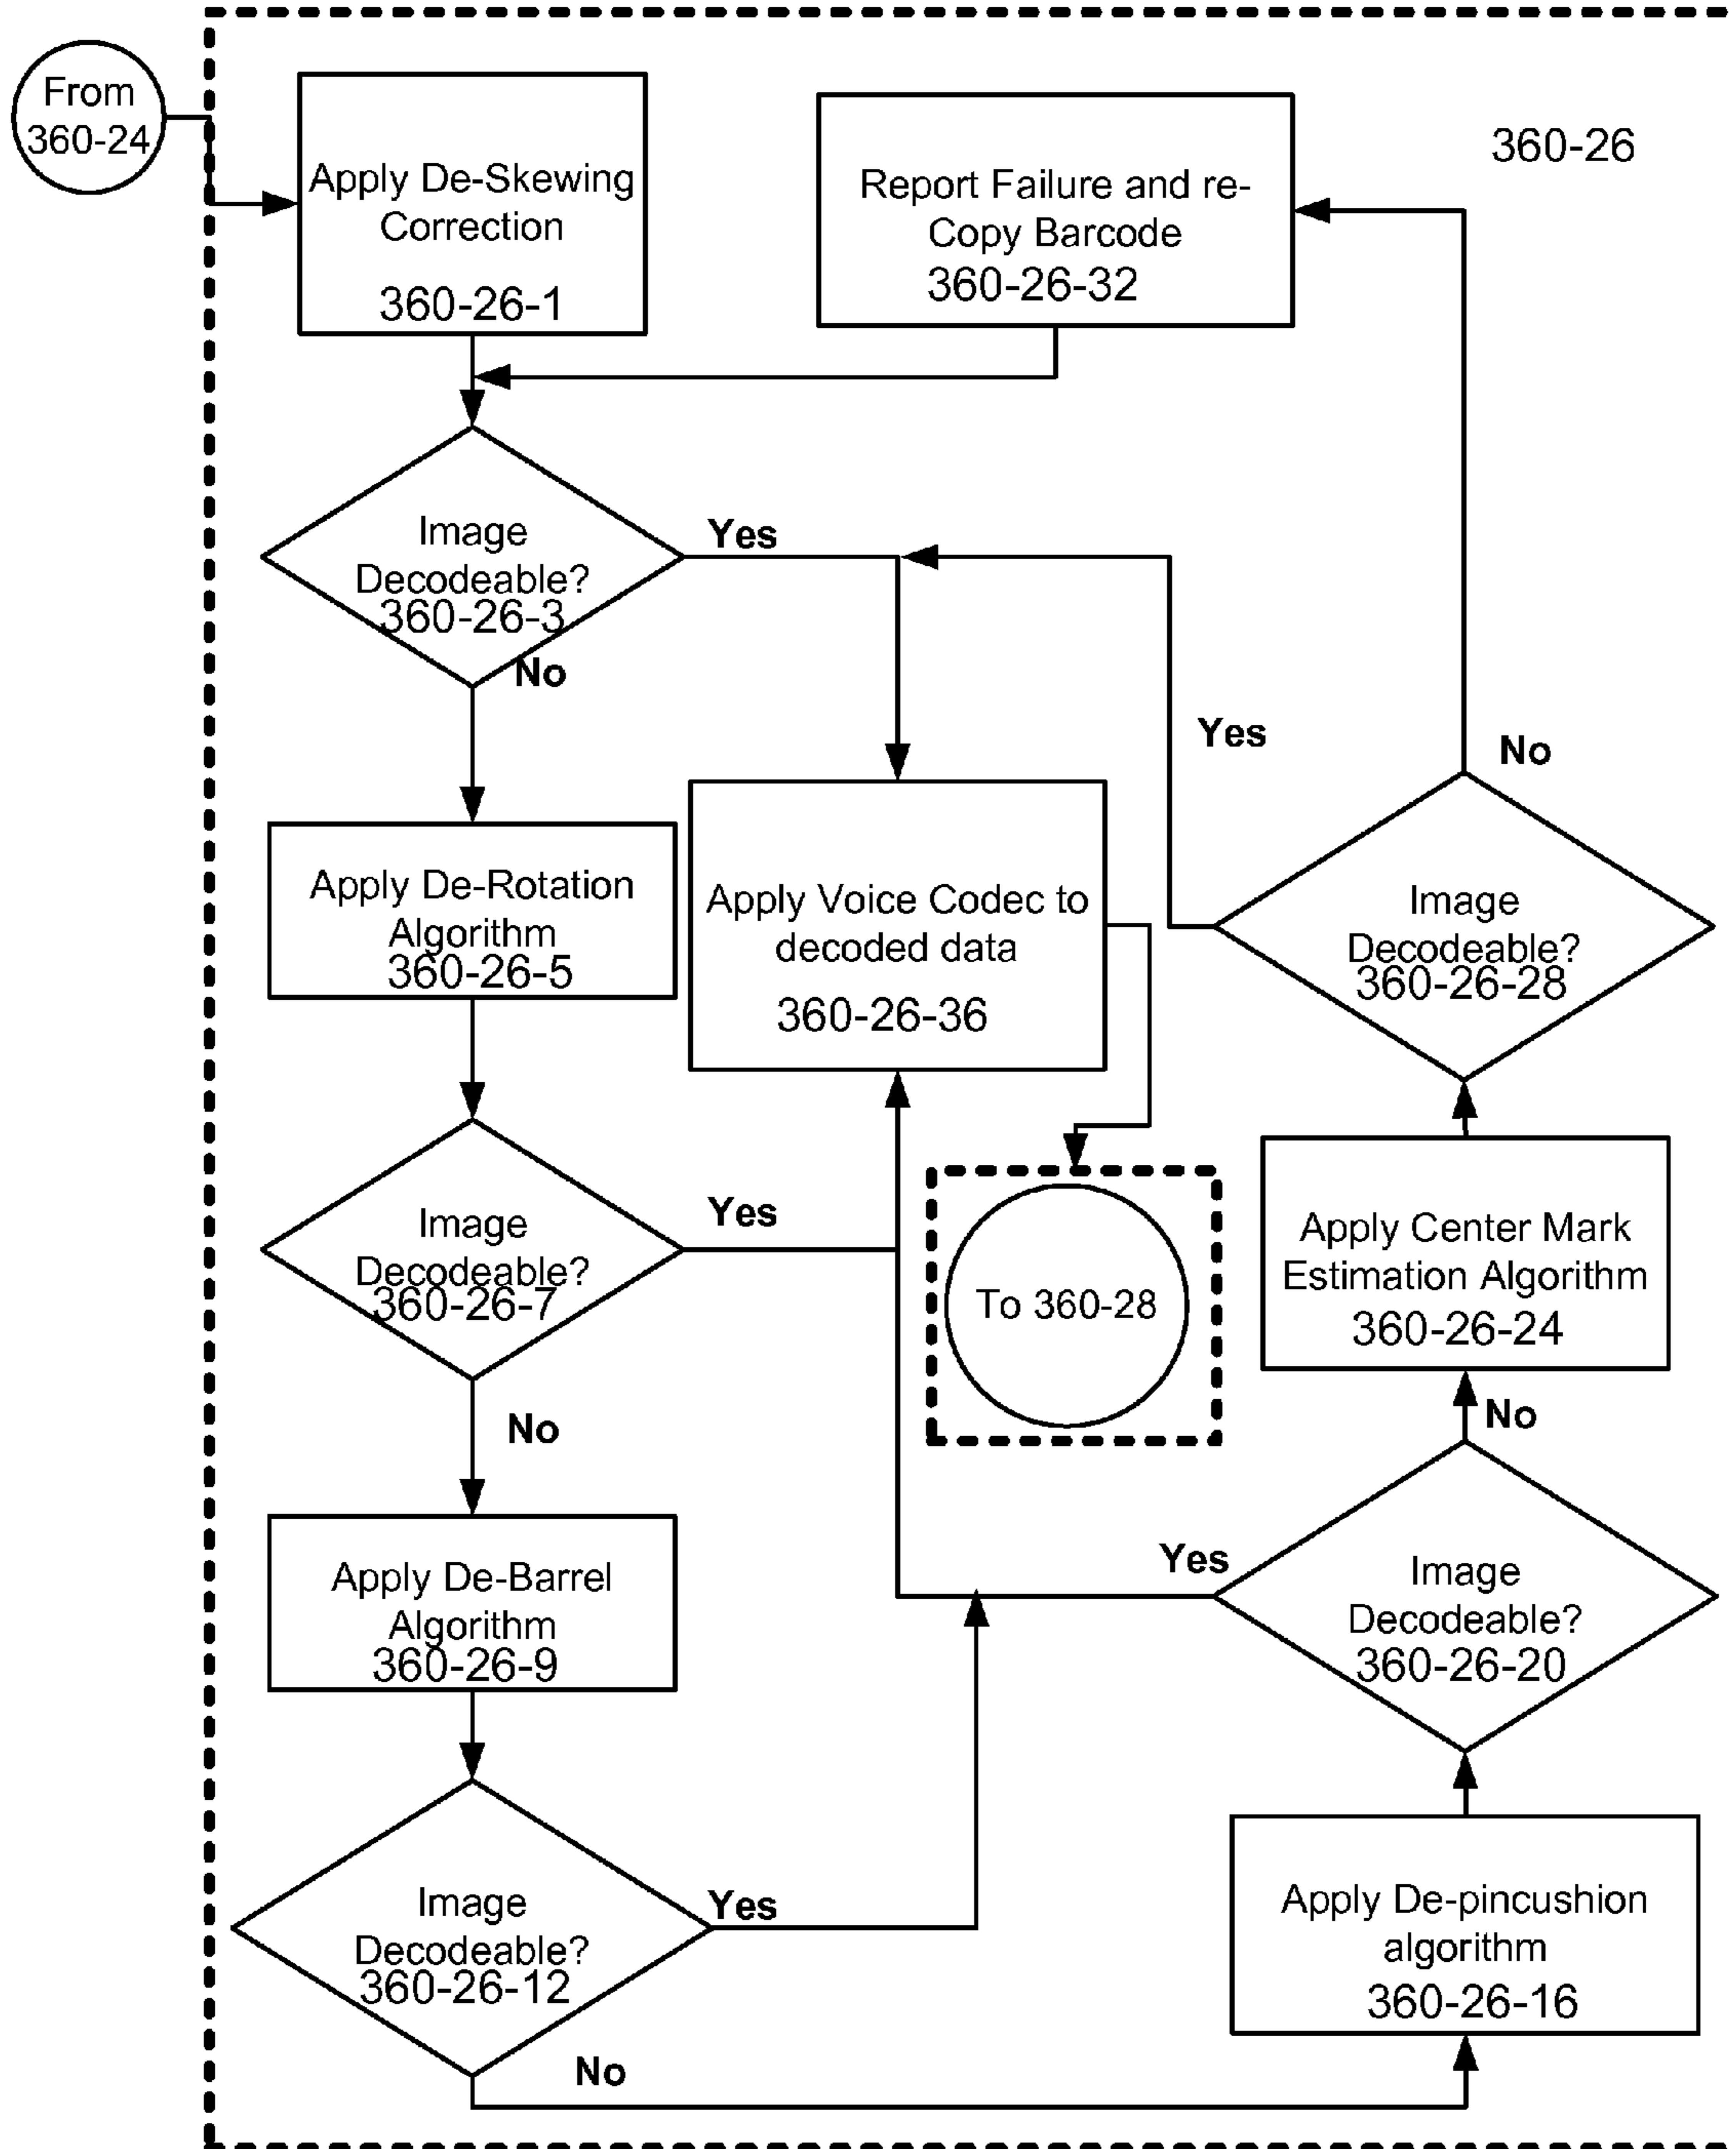 From
360-24
Apply De-Skewing
Correction
360-26-1
Report Failure and re-
Copy Barcode
360-26-32
360-26
Image
Decodeable?
360-26-3
Yes
No
Yes
No
Apply De-Rotation
Algorithm
360-26-5
Apply Voice Codec to
decoded data
360-26-36
Image
Decodeable?
360-26-28
Image
Decodeable?
360-26-7
Yes
No
To 360-28
Apply Center Mark
Estimation Algorithm
360-26-24
No
Apply De-Barrel
Algorithm
360-26-9
Yes
Image
Decodeable?
360-26-20
Image
Decodeable?
360-26-12
Yes
No
Apply De-pincushion
algorithm
360-26-16